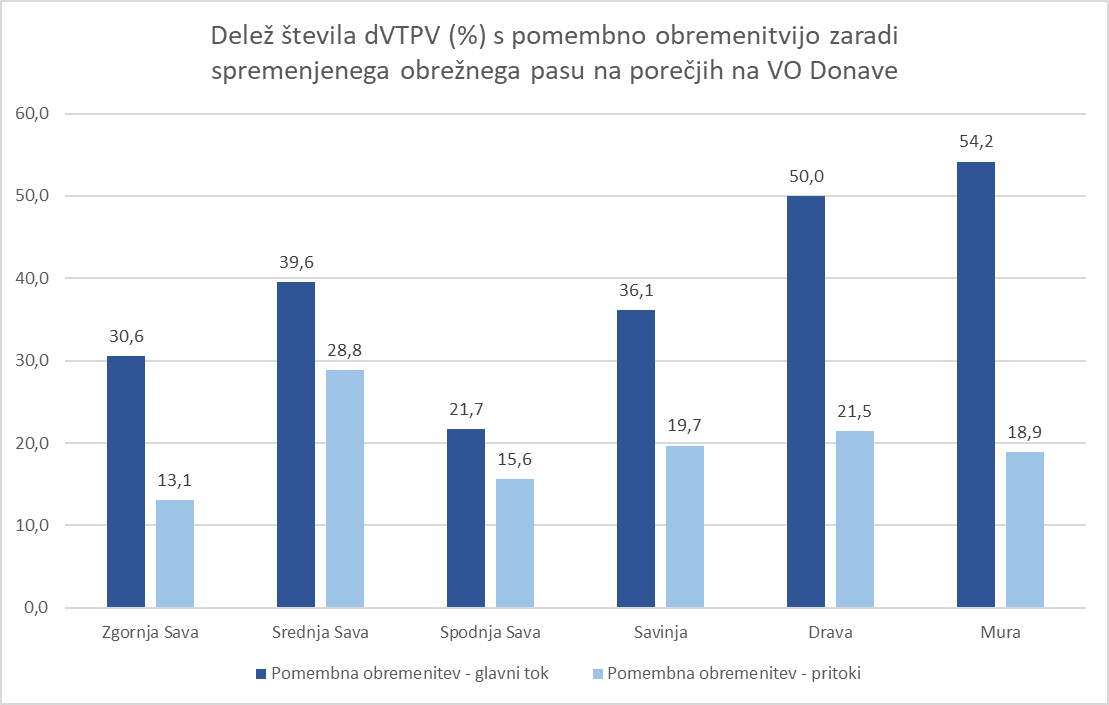 Delež števila dVTPV (%) s pomembno obremenitvijo zaradi
spremenjenega obrežnega pasu na porečjih na VO Donave
60,0
50,0
40,0
30,0
20,0
10,0
0,0
30,6
13,1
39,6
28,8
21,7
15,6
36,1
19,7
50,0
21,5
54,2
18,9
Zgornja Sava
Srednja Sava
Spodnja Sava
Savinja
Drava
Mura
Pomembna obremenitev - glavni tok
Pomembna obremenitev - pritoki